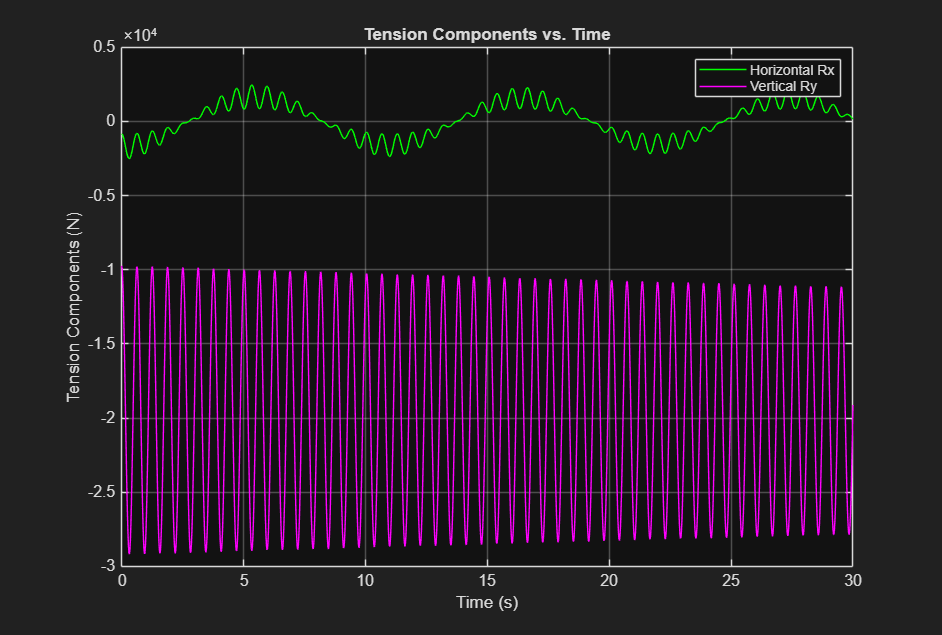 Tension Components vs. Time
×10⁴
0.5
0
-0.5
-1
-1.5
-2
-2.5
-3
Tension Components (N)
Horizontal Rx
Vertical Ry
0 5 10 15 20 25 30
Time (s)